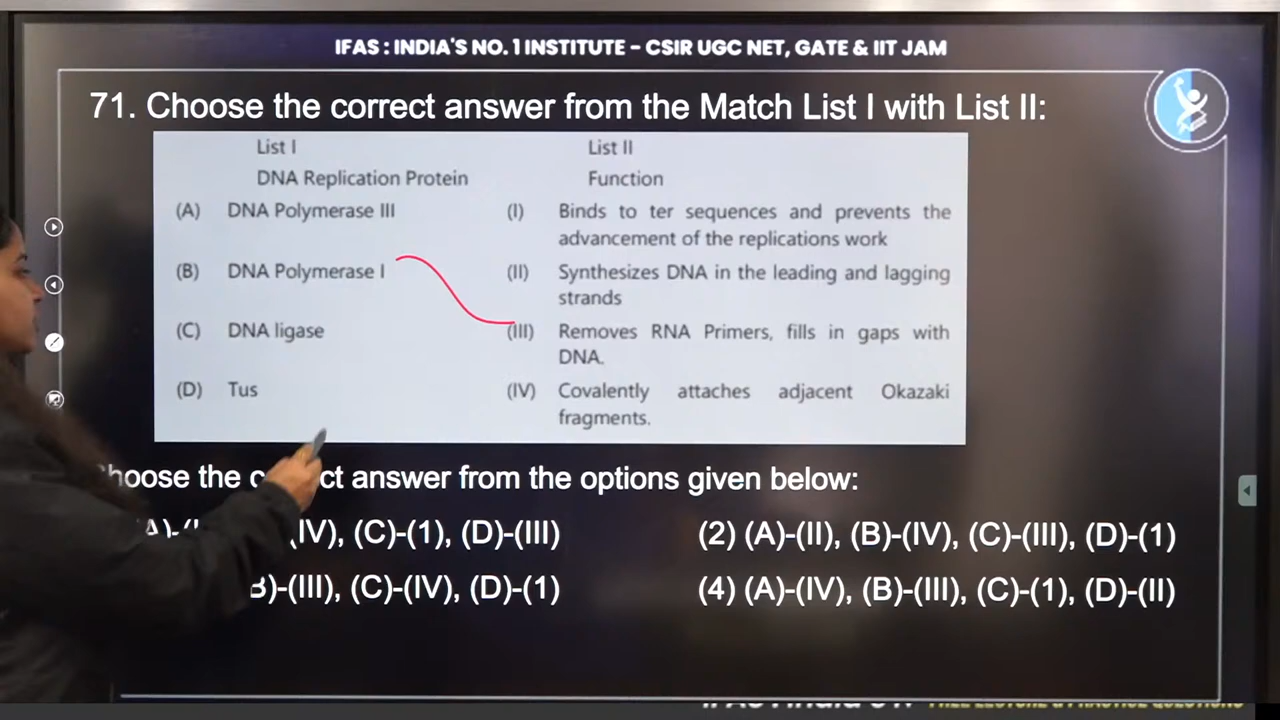 IFAS : INDIA'S NO. 1 INSTITUTE - CSIR UGC NET, GATE & IIT JAM
71. Choose the correct answer from the Match List I with List II:
List I List II
DNA Replication Protein Function
(A) DNA Polymerase III (I) Binds to ter sequences and prevents the
advancement of the replications work
(B) DNA Polymerase I (II) Synthesizes DNA in the leading and lagging
strands
(C) DNA ligase (III) Removes RNA Primers, fills in gaps with
DNA.
(D) Tus (IV) Covalently attaches adjacent Okazaki
fragments.
the answer from the options given below:
(IV), (C)-(1), (D)-(III) (2) (A)-(II), (B)-(IV), (C)-(III), (D)-(1)
B)-(III), (C)-(IV), (D)-(1) (4) (A)-(IV), (B)-(III), (C)-(1), (D)-(II)